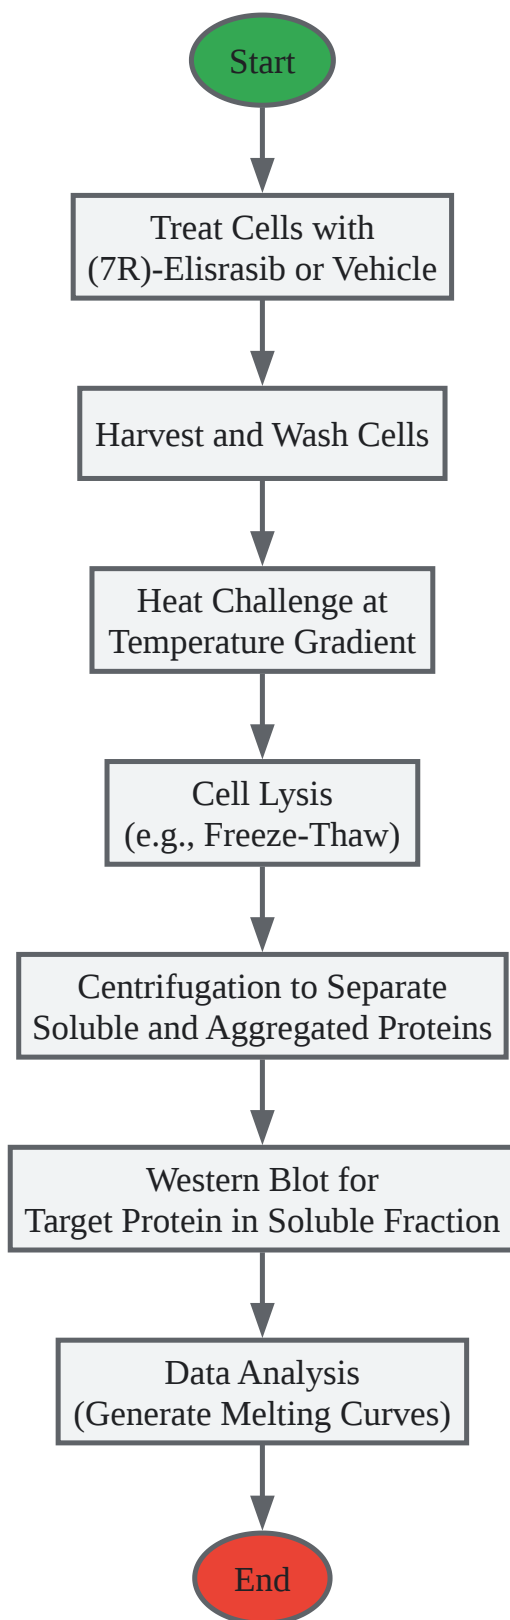 Start
Treat Cells with
(7R)-Elisrasib or Vehicle
Harvest and Wash Cells
Heat Challenge at
Temperature Gradient
Cell Lysis
(e.g., Freeze-Thaw)
Centrifugation to Separate
Soluble and Aggregated Proteins
Western Blot for
Target Protein in Soluble Fraction
Data Analysis
(Generate Melting Curves)
End